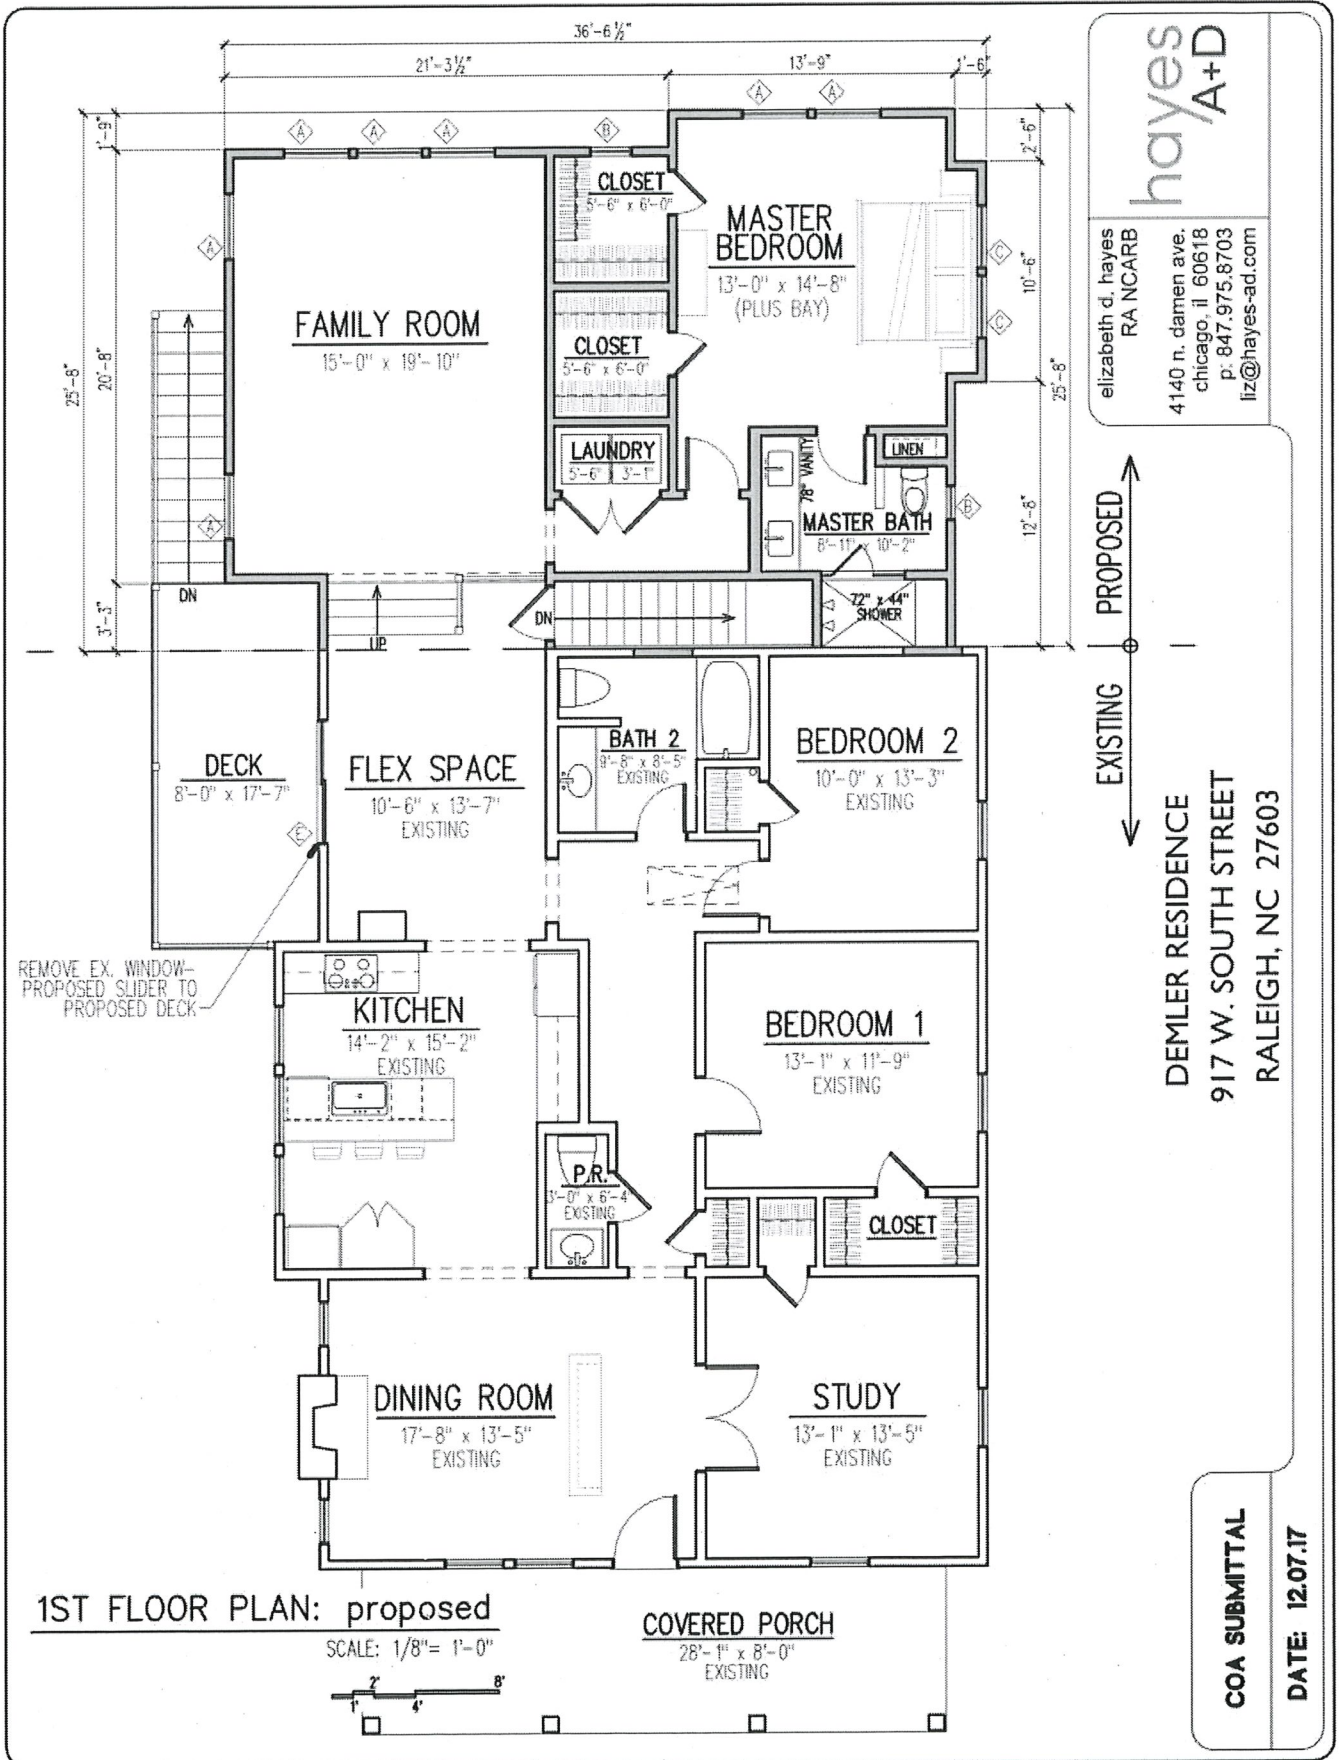 36'-6½"
21'-3½"
13'-9"
1'-6"
A
A
A
A
A
B
1'-9"
2'-6"
25'-8"
20'-8"
3'-3"
10'-6"
25'-8"
12'-8"
CLOSET
5'-6" x 6'-0"
MASTER
BEDROOM
13'-0" x 14'-8"
(PLUS BAY)
A
C
C
FAMILY ROOM
15'-0" x 19'-10"
CLOSET
5'-6" x 6'-0"
LAUNDRY
5'-6" 3'-1"
78" VANITY
LINEN
A
B
MASTER BATH
8'-11" x 10'-2"
DN
UP
DN
72" x 44"
SHOWER
DECK
8'-0" x 17'-7"
FLEX SPACE
10'-6" x 13'-7"
EXISTING
BATH 2
9'-8" x 8'-5"
EXISTING
BEDROOM 2
10'-0" x 13'-3"
EXISTING
E
REMOVE EX. WINDOW-
PROPOSED SLIDER TO
PROPOSED DECK
KITCHEN
14'-2" x 15'-2"
EXISTING
BEDROOM 1
13'-1" x 11'-9"
EXISTING
P.R.
3'-0" x 6'-4
EXISTING
CLOSET
DINING ROOM
17'-8" x 13'-5"
EXISTING
STUDY
13'-1" x 13'-5"
EXISTING
1ST FLOOR PLAN: proposed
SCALE: 1/8"= 1'-0"
1'
2'
4'
8'
COVERED PORCH
28'-1" x 8'-0"
EXISTING
hayes
A+D
elizabeth d. hayes
RA NCARB
4140 n. damen ave.
chicago, il 60618
p: 847.975.8703
liz@hayes-ad.com
EXISTING
PROPOSED
DEMLER RESIDENCE
917 W. SOUTH STREET
RALEIGH, NC 27603
COA SUBMITTAL
DATE: 12.07.17